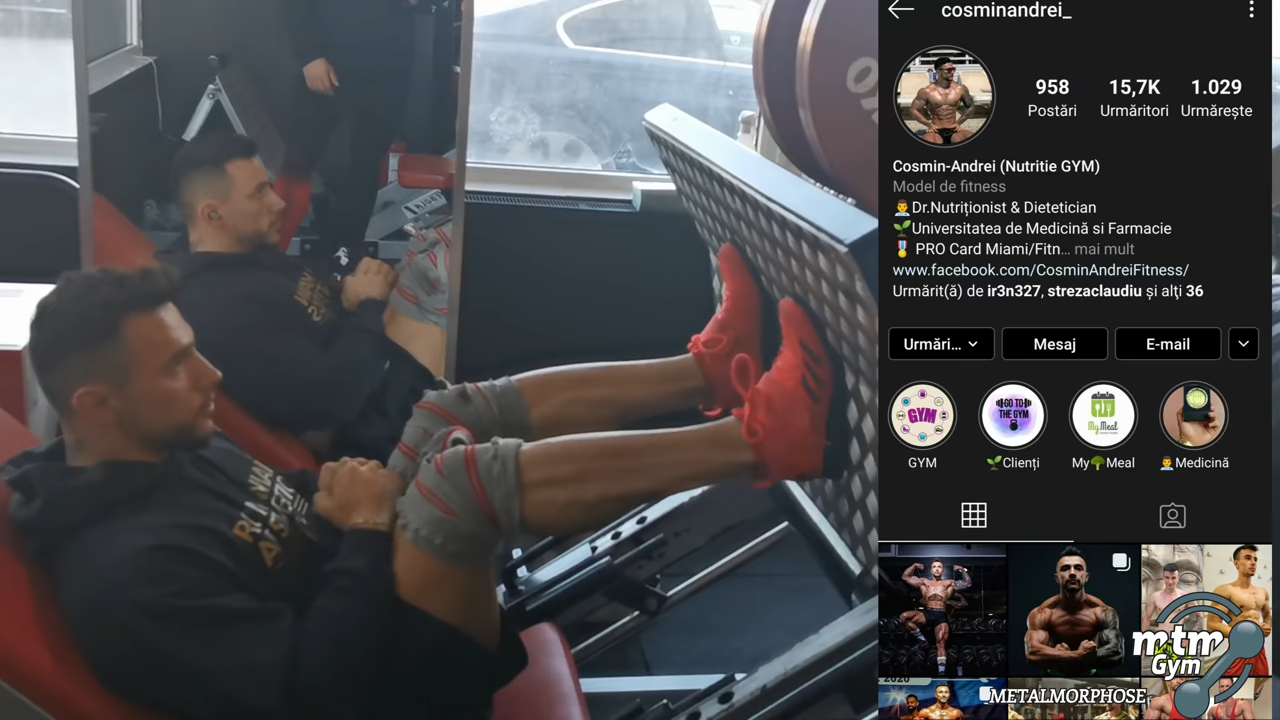 cosminandrei_
958
15,7K
1.029
Postări
Urmăritori
Urmărește
Cosmin-Andrei (Nutritie GYM)
Model de fitness
Dr.Nutriționist & Dietetician
Universitatea de Medicină si Farmacie
PRO Card Miami/Fitn... mai mult
www.facebook.com/CosminAndreiFitness/
Urmărit(ă) de ir3n327, strezaclaudiu și alți 36
Urmări...
Mesaj
E-mail
GYM
GO TO
THE GYM
My Meal
GYM
Clienți
My Meal
Medicină
mtm
Gym
2020
METALMORPHOSE